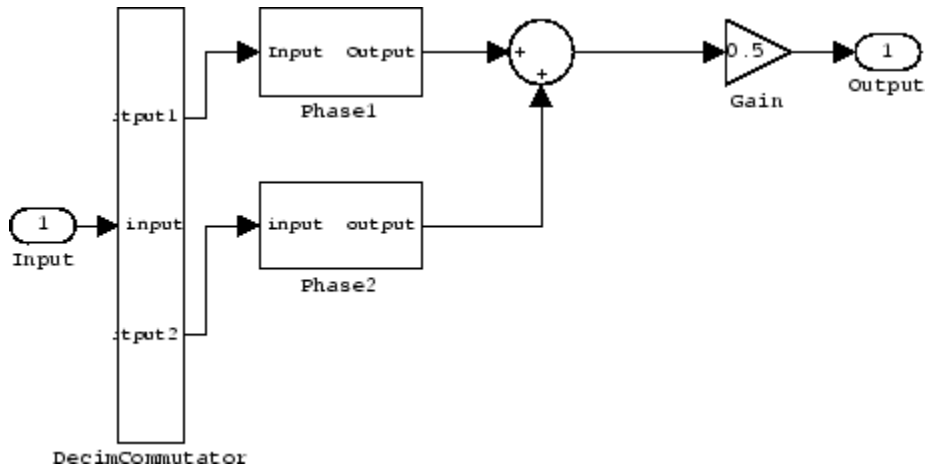 Input Output
Phase1
+
+
0.5
Gain
1
Output
tput1
1
Input
input
input output
Phase2
tput2
DecimCommutator